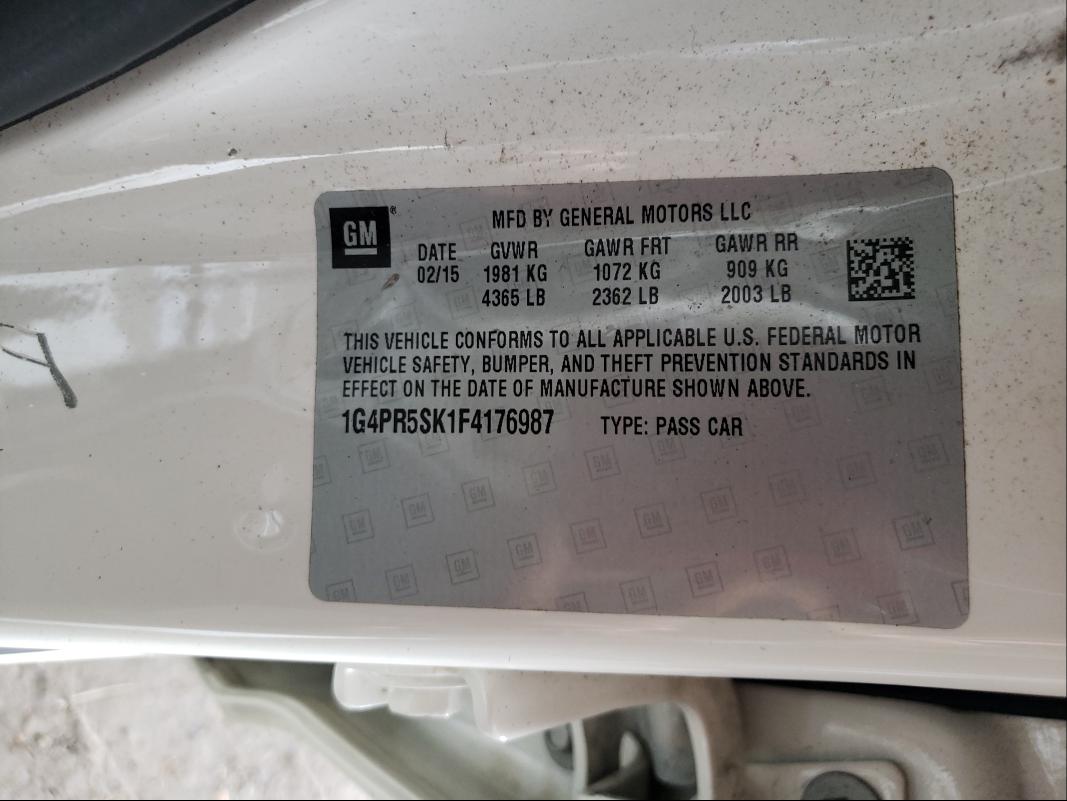 GM®
MFD BY GENERAL MOTORS LLC
DATE GVWR GAWR FRT GAWR RR
02/15 1981 KG 1072 KG 909 KG
4365 LB 2362 LB 2003 LB
THIS VEHICLE CONFORMS TO ALL APPLICABLE U.S. FEDERAL MOTOR
VEHICLE SAFETY, BUMPER, AND THEFT PREVENTION STANDARDS IN
EFFECT ON THE DATE OF MANUFACTURE SHOWN ABOVE.
1G4PR5SK1F4176987 TYPE: PASS CAR